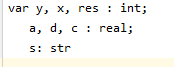 var y, x, res : int;
a, d, c : real;
s: str